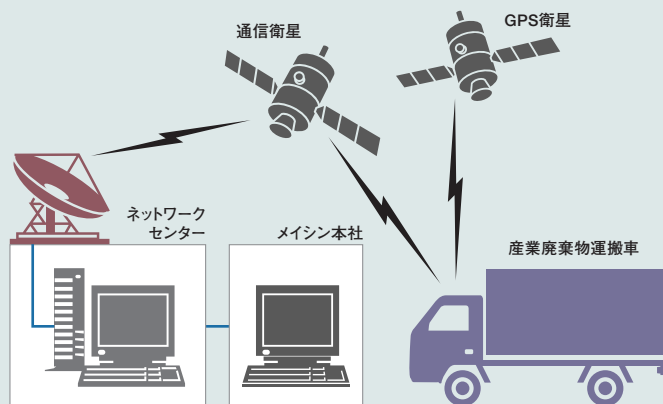 通信衛星
GPS衛星
ネットワーク
センター
メイシン本社
産業廃棄物運搬車